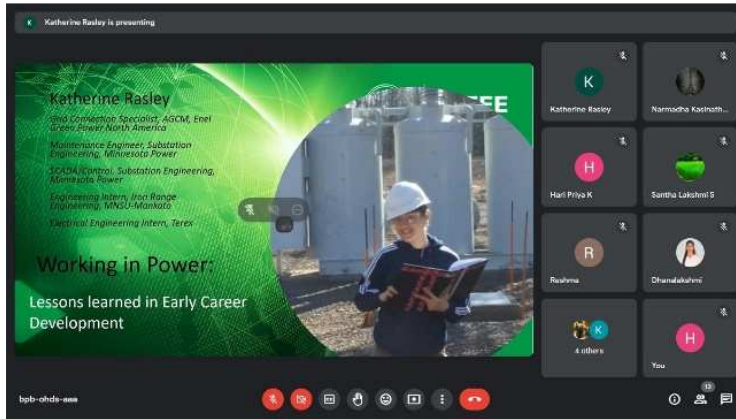 K Katherine Rasley is presenting
Katherine Rasley
Grid Connection Specialist, AGCM, Enel
Green Power North America
Maintenance Engineer, Substation
Engineering, Minnesota Power
SCADA/Control, Substation Engineering,
Minnesota Power
Engineering Intern, Iron Range
Engineering, MNSU-Mankato
Electrical Engineering Intern, Terex
Working in Power:
Lessons learned in Early Career
Development
EEE
K
Katherine Rasley
Narmadha Kasinath...
H
Hari Priya K
Santha Lakshmi S
R
Reshma
Dhanalakshmi
K
4 others
H
You
bpb-ohds-aaa
12